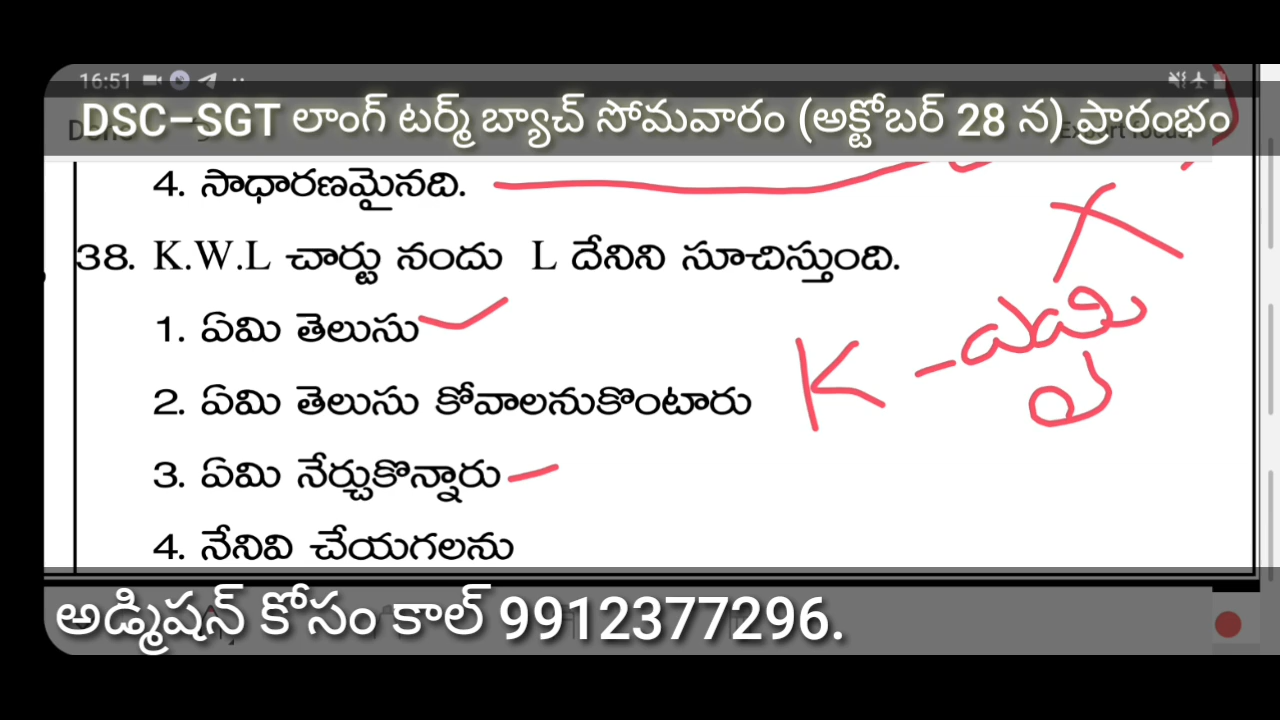 16:51
DSC-SGT లాంగ్ టర్మ్ బ్యాచ్ సోమవారం (అక్టోబర్ 28 న) ప్రారంభం
4. సాధారణమైనది.
38. K.W.L చార్టు నందు L దేనిని సూచిస్తుంది.
1. ఏమి తెలుసు
2. ఏమి తెలుసు కోవాలనుకొంటారు
K - ఏమి
3. ఏమి నేర్చుకొన్నారు
4. నేనివి చేయగలను
అడ్మిషన్ కోసం కాల్ 9912377296.